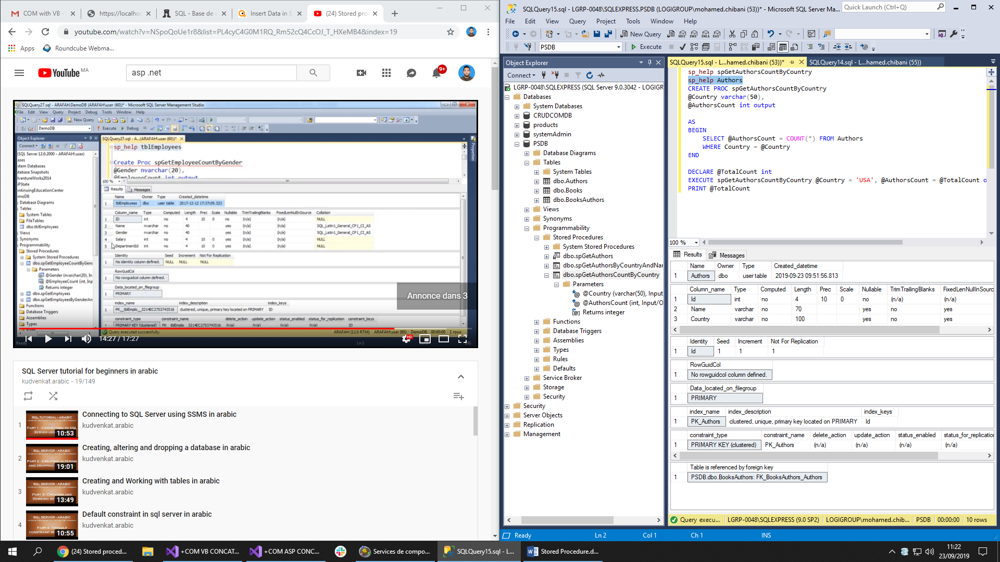 COM with VB -
https://localhos
SQL - Base de d
Insert Data in S
(24) Stored pro
youtube.com/watch?v=NSpoQoUe1r8&list=PL4cyC4G0M1RQ_Rm52cQ4CcOJ_T_HXeMB4&index=19
Apps
Roundcube Webma...
YouTube MA
asp .net
9+
SQLQuery27.sql - ARAFAH.DemoDB (ARAFAH\user (60))* - Microsoft SQL Server Management Studio
File Edit View Query Project Debug Tools Window Help
New Query
DemoDB
Execute Debug
Object Explorer
SQLQuery27.sql - A...(ARAFAH\user (60))*
Connect
(SQL Server 12.0.2000 - ARAFAH\user)
ases
stem Databases
tabase Snapshots
dventureWorks2014
SPState
ontinuingEducationCenter
moDB
Database Diagrams
Tables
System Tables
FileTables
dbo.tblEmployees
Views
Synonyms
Programmability
Stored Procedures
System Stored Procedures
dbo.spGetEmployeeCountByGend
Parameters
@Gender (nvarchar(20), In
@EmployeeCount (int, Inpu
Returns integer
dbo.spGetEmployees
dbo.spGetEmployeesByGenderAn
Functions
Database Triggers
Assemblies
Types
sp_help tblEmployees
Create Proc spGetEmployeeCountByGender
@Gender nvarchar(20),
@EmployeeCount int output
Properties
100 %
Results Messages
Name Owner Type Created_datetime
1 tblEmployees dbo user table 2017-12-12 17:37:09.323
Column_name Type Computed Length Prec Scale Nullable TrimTrailingBlanks FixedLenNullInSource Collation
1 ID int no 4 10 0 no (n/a) (n/a) NULL
2 Name nvarchar no 40 yes (n/a) (n/a) SQL_Latin1_General_CP1_CI_AS
3 Gender nvarchar no 40 yes (n/a) (n/a) SQL_Latin1_General_CP1_CI_AS
4 Salary int no 4 10 0 yes (n/a) (n/a) NULL
5 DepartmentId int no 4 10 0 yes (n/a) (n/a) NULL
Identity Seed Increment Not For Replication
1 No identity column defined. NULL NULL NULL
RowGuidCol
1 No rowguidcol column defined.
Data_located_on_filegroup
1 PRIMARY
index_name index_description index_keys
1 PK__tblEmplo__3214EC2753743516 clustered, unique, primary key located on PRIMARY ID
constraint_type constraint_name delete_action update_action status_enabled status_for_replication constraint_keys
1 PRIMARY KEY (clustered) PK__tblEmplo__3214EC2753743516 (n/a) (n/a) (n/a) (n/a) ID
Query executed successfully. ARAFAH (12.0 RTM) ARAFAH\user (60) DemoDB 00:00:00 1 rows
Ready Ln 1 INS
Annonce dans 3
14:27 / 17:27
HD
SQL Server tutorial for beginners in arabic
kudvenkat.arabic - 19/149
1
SQL TUTORIAL - ARABIC
10:53
Connecting to SQL Server using SSMS in arabic
kudvenkat.arabic
2
SQL SERVER - ARABIC
19:01
Creating, altering and dropping a database in arabic
kudvenkat.arabic
3
SQL SERVER - ARABIC
13:49
Creating and Working with tables in arabic
kudvenkat.arabic
4
SQL SERVER - ARABIC
10:55
Default constraint in sql server in arabic
kudvenkat.arabic
SQLQuery15.sql - LGRP-0048\SQLEXPRESS.PSDB (LOGIGROUP\mohamed.chibani (53))* - Microsoft SQL Server Ma...
Quick Launch (Ctrl+Q)
File Edit View Query Project Tools Window Help
New Query
MDX DMX XMLA DAX
PSDB
Execute
Object Explorer
Connect
LGRP-0048\SQLEXPRESS (SQL Server 9.0.3042 - LOGIGR
Databases
System Databases
CRUDCOMDB
products
systemAdmin
PSDB
Database Diagrams
Tables
System Tables
dbo.Authors
dbo.Books
dbo.BooksAuthors
Views
Synonyms
Programmability
Stored Procedures
System Stored Procedures
dbo.spGetAuthors
dbo.spGetAuthorsByCountryAndNar
dbo.spGetAuthorsCountByCountry
Parameters
@Country (varchar(50), Input
@AuthorsCount (int, Input/O
Returns integer
Functions
Database Triggers
Assemblies
Types
Rules
Defaults
Service Broker
Storage
Security
Security
Server Objects
Replication
Management
SQLQuery15.sql - L...hamed.chibani (53))*
SQLQuery14.sql - L...hamed.chibani (55))
sp_help spGetAuthorsCountByCountry
sp_help Authors
CREATE PROC spGetAuthorsCountByCountry
@Country varchar(50),
@AuthorsCount int output
AS
BEGIN
SELECT @AuthorsCount = COUNT(*) FROM Authors
WHERE Country = @Country
END
DECLARE @TotalCount int
EXECUTE spGetAuthorsCountByCountry @Country = 'USA', @AuthorsCount = @TotalCount o
PRINT @TotalCount
100 %
Results Messages
Name Owner Type Created_datetime
1 Authors dbo user table 2019-09-23 09:51:56.813
Column_name Type Computed Length Prec Scale Nullable TrimTrailingBlanks FixedLenNullInSourc
1 Id int no 4 10 0 no (n/a) (n/a)
2 Name varchar no 70 yes no yes
3 Country varchar no 100 yes no yes
Identity Seed Increment Not For Replication
1 Id 1 1 1
RowGuidCol
1 No rowguidcol column defined.
Data_located_on_filegroup
1 PRIMARY
index_name index_description index_keys
1 PK_Authors clustered, unique, primary key located on PRIMARY Id
constraint_type constraint_name delete_action update_action status_enabled status_for_replication
1 PRIMARY KEY (clustered) PK_Authors (n/a) (n/a) (n/a) (n/a)
Table is referenced by foreign key
1 PSDB.dbo.BooksAuthors: FK_BooksAuthors_Authors
Query execu... LGRP-0048\SQLEXPRESS (9.0 SP2) LOGIGROUP\mohamed.chib... PSDB 00:00:00 10 rows
Ready Ln 2 Col 1 Ch 1 INS
(24) Stored proced...
+COM VB CONCAT...
+COM ASP CONC...
Services de compo...
SQLQuery15.sql - L...
Stored Procedure.d...
11:22
23/09/2019